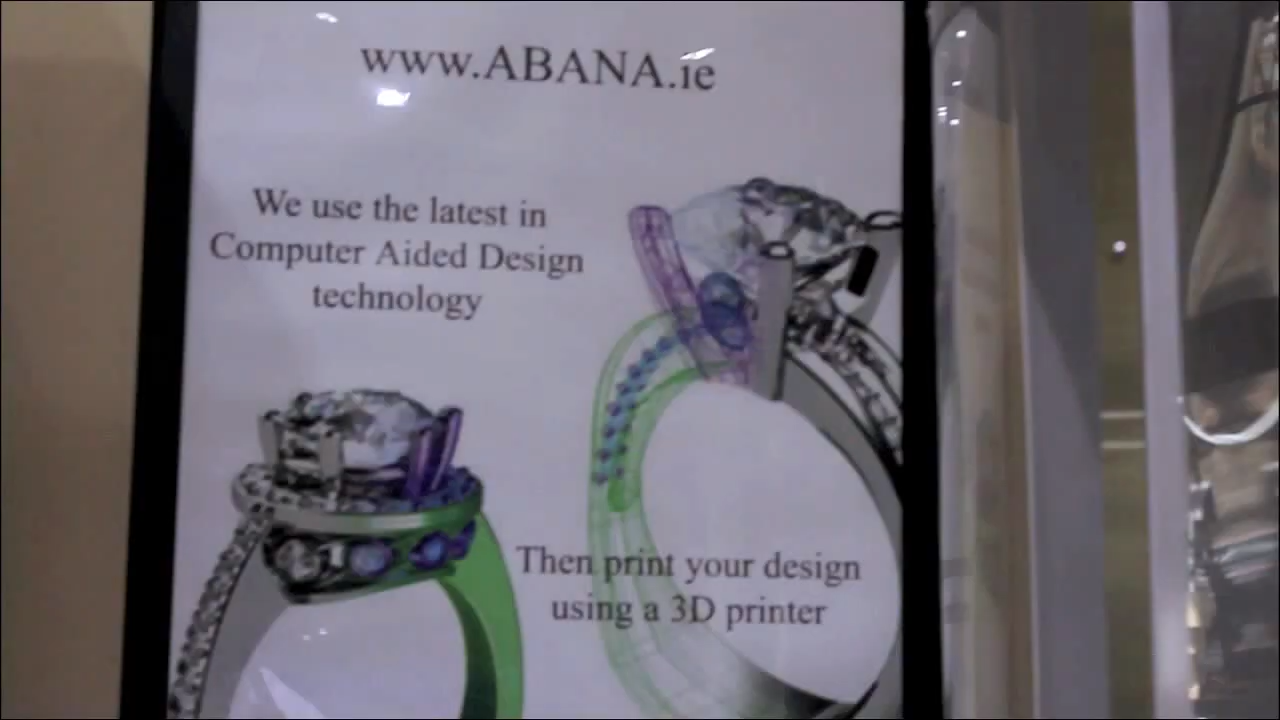 www.ABANA.ie
We use the latest in
Computer Aided Design
technology
Then print your design
using a 3D printer